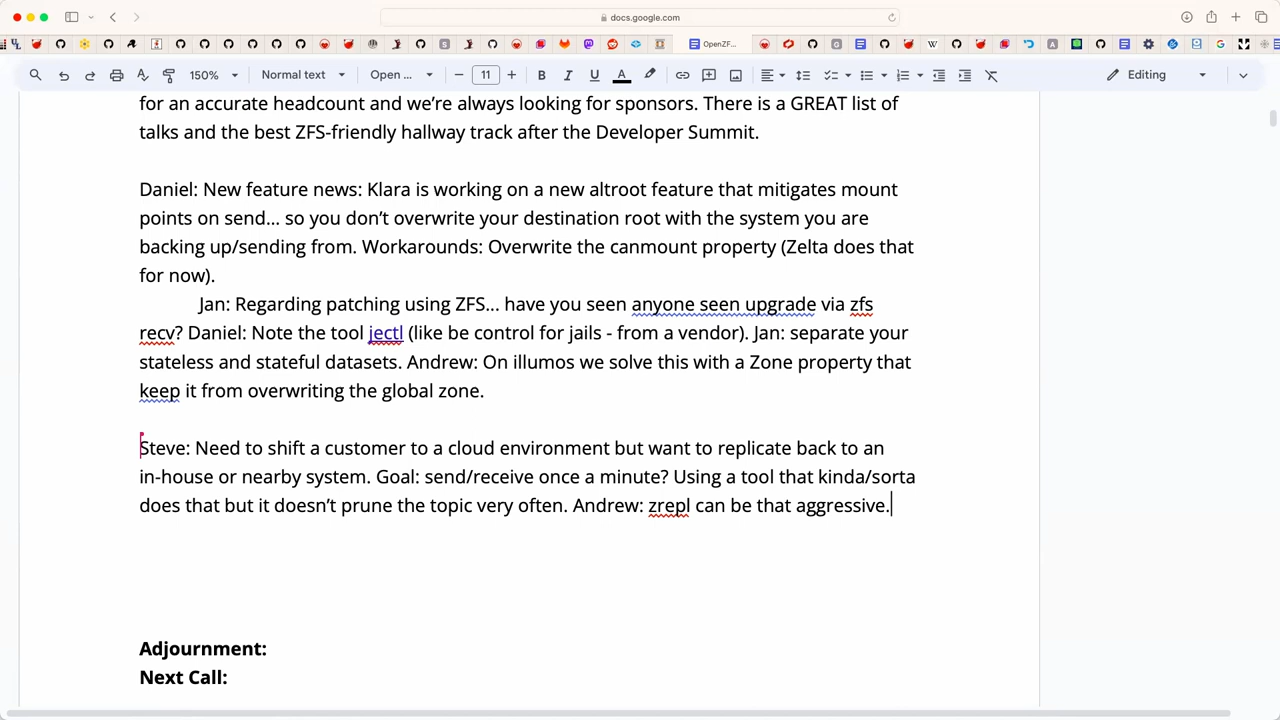 docs.google.com
OpenZF...
150%
Normal text
Open ...
11
Editing
for an accurate headcount and we're always looking for sponsors. There is a GREAT list of
talks and the best ZFS-friendly hallway track after the Developer Summit.
Daniel: New feature news: Klara is working on a new altroot feature that mitigates mount
points on send... so you don't overwrite your destination root with the system you are
backing up/sending from. Workarounds: Overwrite the canmount property (Zelta does that
for now).
Jan: Regarding patching using ZFS... have you seen anyone seen upgrade via zfs
recv? Daniel: Note the tool jectl (like be control for jails - from a vendor). Jan: separate your
stateless and stateful datasets. Andrew: On illumos we solve this with a Zone property that
keep it from overwriting the global zone.
Steve: Need to shift a customer to a cloud environment but want to replicate back to an
in-house or nearby system. Goal: send/receive once a minute? Using a tool that kinda/sorta
does that but it doesn't prune the topic very often. Andrew: zrepl can be that aggressive.
Adjournment:
Next Call: